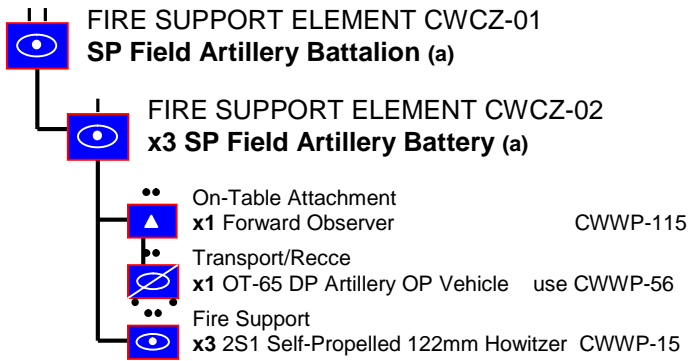 FIRE SUPPORT ELEMENT CWCZ-01
SP Field Artillery Battalion (a)
FIRE SUPPORT ELEMENT CWCZ-02
x3 SP Field Artillery Battery (a)
On-Table Attachment
x1 Forward Observer CWWP-115
Transport/Recce
x1 OT-65 DP Artillery OP Vehicle use CWWP-56
Fire Support
x3 2S1 Self-Propelled 122mm Howitzer CWWP-15